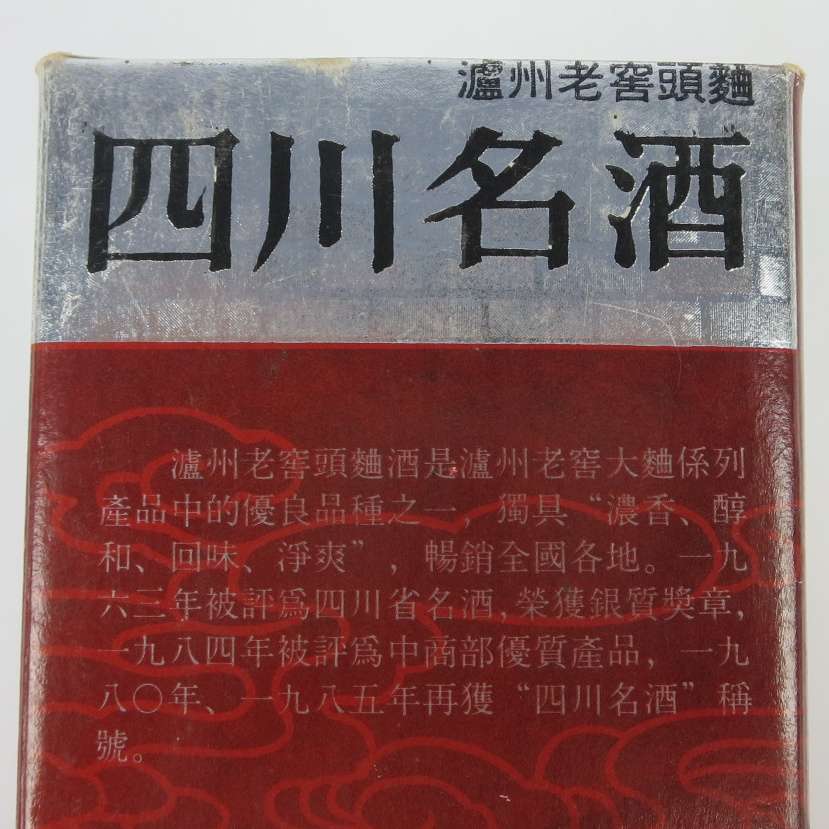 瀘州老窖頭麯
四川名酒
瀘州老窖頭麯酒是瀘州老窖大麯係列
產品中的優良品種之一，獨具“濃香、醇
和、回味、淨爽”，暢銷全國各地。一九
六三年被評爲四川省名酒，榮獲銀質獎章，
一九八四年被評爲中商部優質產品，一九
八〇年、一九八五年再獲“四川名酒”稱
號。